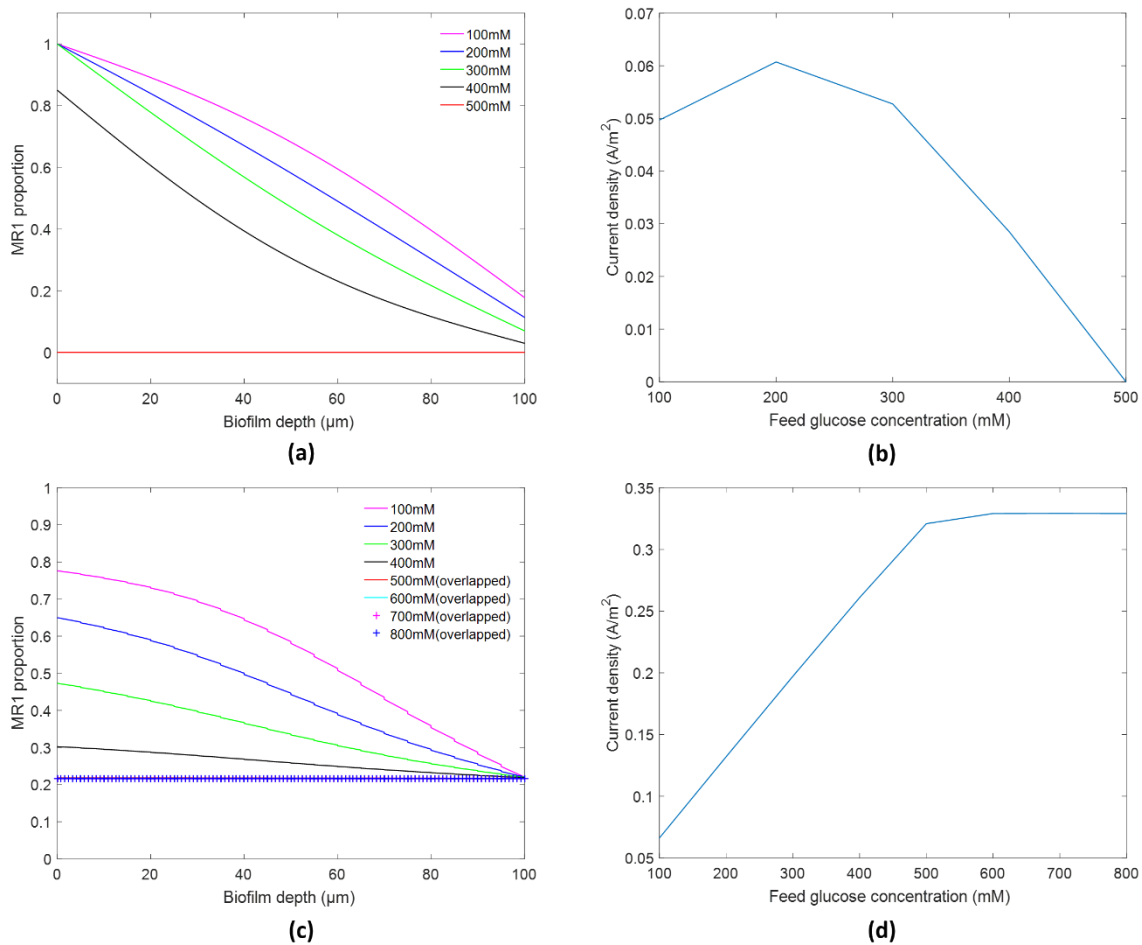 1
0.8
0.6
0.4
0.2
0
0 20 40 60 80 100
MR1 proportion
Biofilm depth (µm)
100mM
200mM
300mM
400mM
500mM
(a)
0.07
0.06
0.05
0.04
0.03
0.02
0.01
0
100 200 300 400 500
Current density (A/m²)
Feed glucose concentration (mM)
(b)
1
0.9
0.8
0.7
0.6
0.5
0.4
0.3
0.2
0.1
0
0 20 40 60 80 100
MR1 proportion
Biofilm depth (µm)
100mM
200mM
300mM
400mM
500mM(overlapped)
600mM(overlapped)
700mM(overlapped)
800mM(overlapped)
(c)
0.35
0.3
0.25
0.2
0.15
0.1
0.05
100 200 300 400 500 600 700 800
Current density (A/m²)
Feed glucose concentration (mM)
(d)